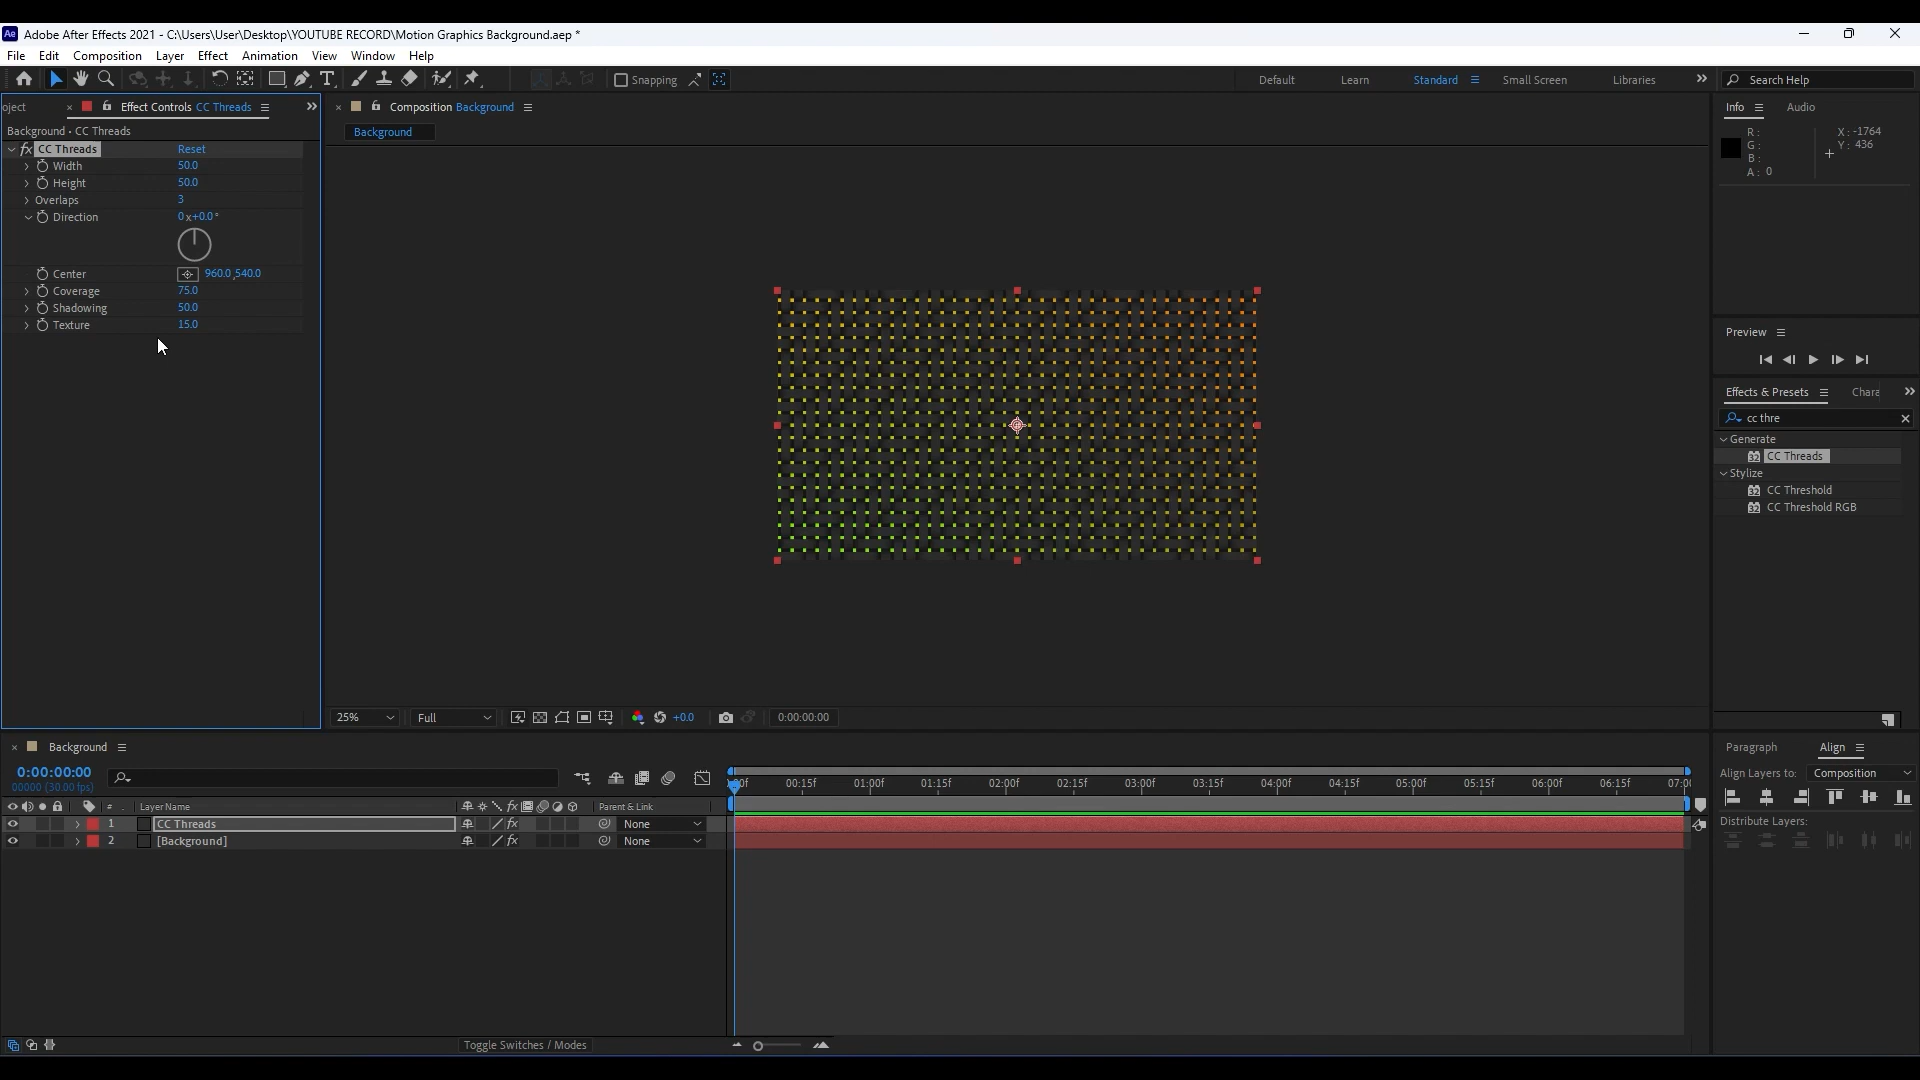 Ae Adobe After Effects 2021 - C:\Users\User\Desktop\YOUTUBE RECORD\Motion Graphics Background.aep *
File Edit Composition Layer Effect Animation View Window Help
Snapping Default Learn Standard Small Screen Libraries Search Help
oject Effect Controls CC Threads
Composition Background
Info Audio
Background • CC Threads
Background
fx CC Threads Reset
Width 50.0
Height 50.0
Overlaps 3
Direction 0x+0.0°
Center 960.0,540.0
Coverage 75.0
Shadowing 50.0
Texture 15.0
R:
G:
B:
A: 0
X: -1764
Y: 436
Preview
Effects & Presets Chara
cc thre
Generate
CC Threads
Stylize
CC Threshold
CC Threshold RGB
25% Full +0.0 0:00:00:00
Background
0:00:00:00
00000 (30.00 fps)
00:15f 01:00f 01:15f 02:00f 02:15f 03:00f 03:15f 04:00f 04:15f 05:00f 05:15f 06:00f 06:15f
# Layer Name Parent & Link
1 CC Threads None
2 [Background] None
Toggle Switches / Modes
Paragraph Align
Align Layers to: Composition
Distribute Layers: